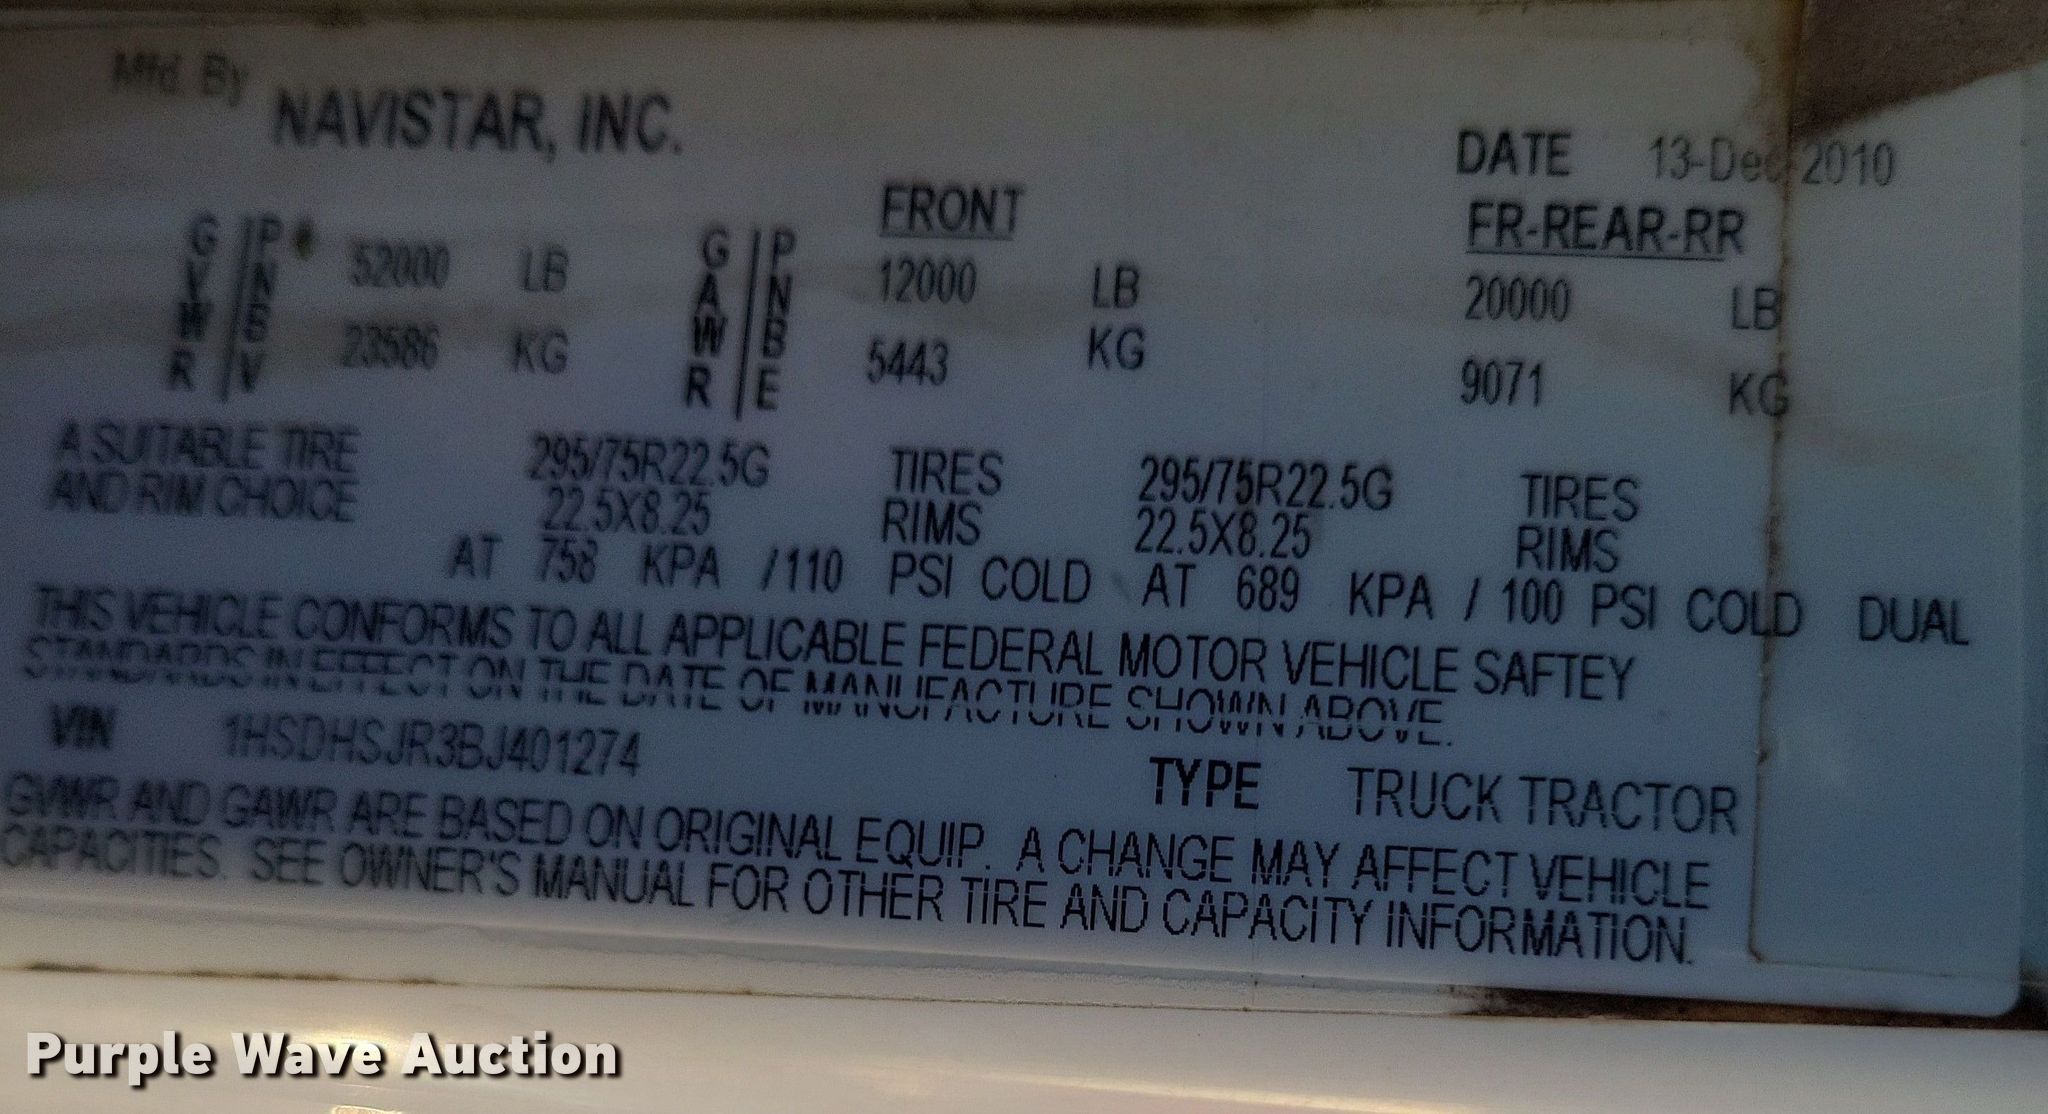 Mfd. By NAVISTAR, INC.
DATE 13-Dec-2010
FRONT FR-REAR-RR
GVWR PNBV 52000 LB GAWR PNBE 12000 LB 20000 LB
23586 KG 5443 KG 9071 KG
A SUITABLE TIRE 295/75R22.5G TIRES 295/75R22.5G TIRES
AND RIM CHOICE 22.5X8.25 RIMS 22.5X8.25 RIMS
AT 758 KPA /110 PSI COLD AT 689 KPA / 100 PSI COLD DUAL
THIS VEHICLE CONFORMS TO ALL APPLICABLE FEDERAL MOTOR VEHICLE SAFTEY
STANDARDS IN EFFECT ON THE DATE OF MANUFACTURE SHOWN ABOVE.
VIN 1HSDHSJR3BJ401274 TYPE TRUCK TRACTOR
GVWR AND GAWR ARE BASED ON ORIGINAL EQUIP. A CHANGE MAY AFFECT VEHICLE
CAPACITIES. SEE OWNER'S MANUAL FOR OTHER TIRE AND CAPACITY INFORMATION.
Purple Wave Auction